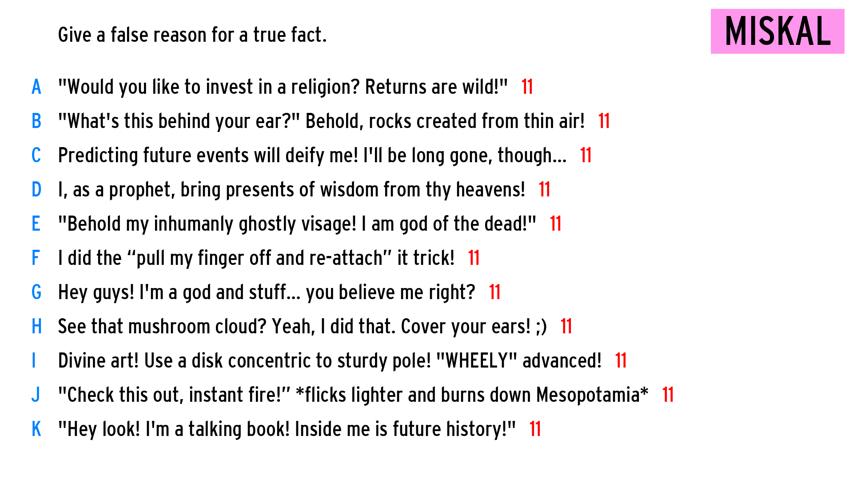 Give a false reason for a true fact.
MISKAL
A "Would you like to invest in a religion? Returns are wild!" 11
B "What's this behind your ear?" Behold, rocks created from thin air! 11
C Predicting future events will deify me! I'll be long gone, though... 11
D I, as a prophet, bring presents of wisdom from thy heavens! 11
E "Behold my inhumanly ghostly visage! I am god of the dead!" 11
F I did the “pull my finger off and re-attach” it trick! 11
G Hey guys! I'm a god and stuff... you believe me right? 11
H See that mushroom cloud? Yeah, I did that. Cover your ears! ;) 11
I Divine art! Use a disk concentric to sturdy pole! "WHEELY" advanced! 11
J "Check this out, instant fire!” *flicks lighter and burns down Mesopotamia* 11
K "Hey look! I'm a talking book! Inside me is future history!" 11